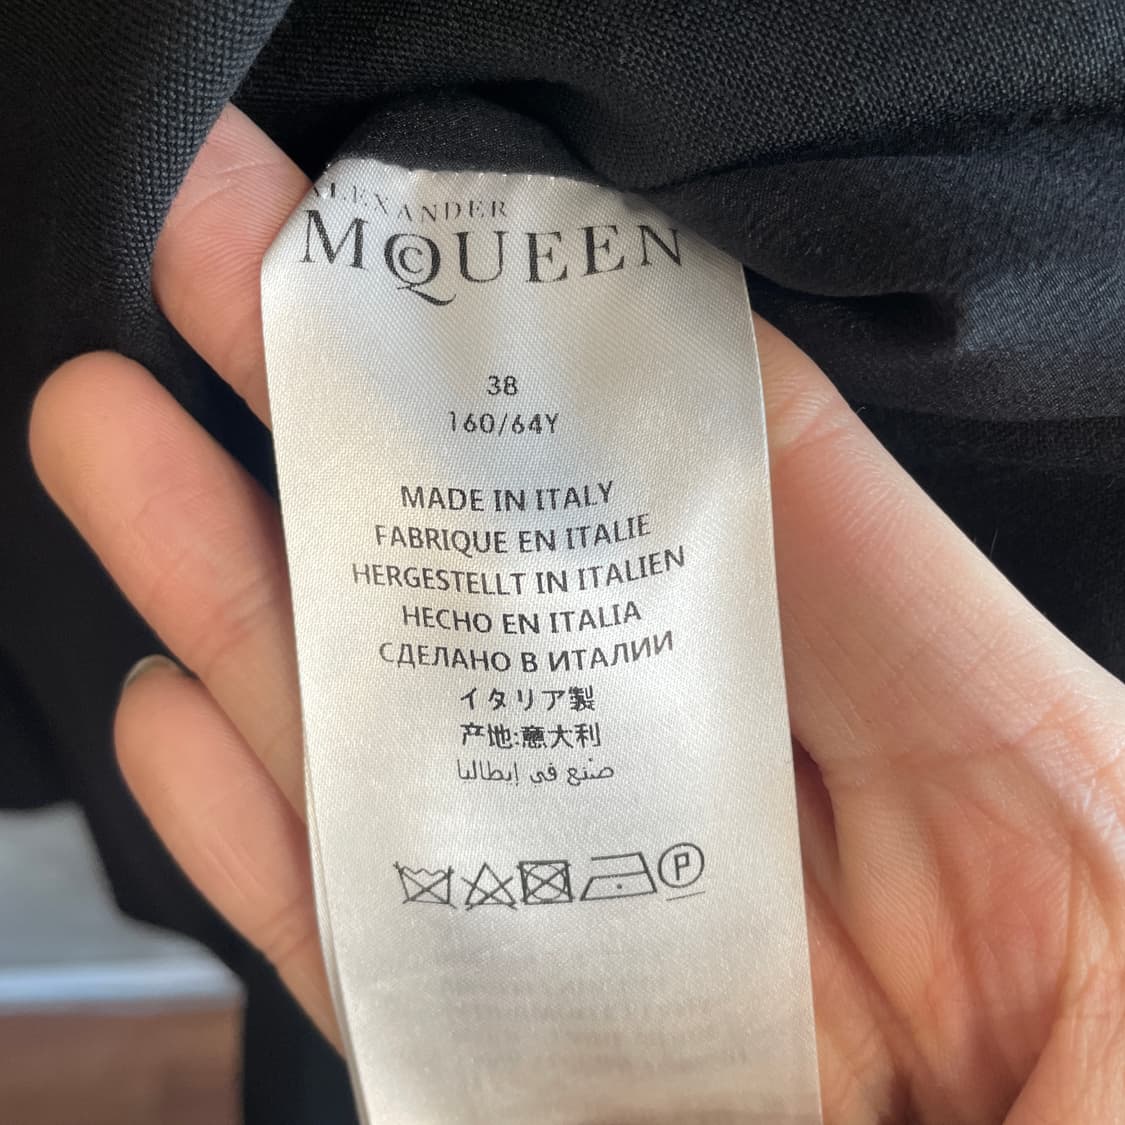 ALEXANDER
MCQUEEN
38
160/64Y
MADE IN ITALY
FABRIQUE EN ITALIE
HERGESTELLT IN ITALIEN
HECHO EN ITALIA
СДЕЛАНО В ИТАЛИИ
イタリア製
产地:意大利
صنع في إيطاليا
P